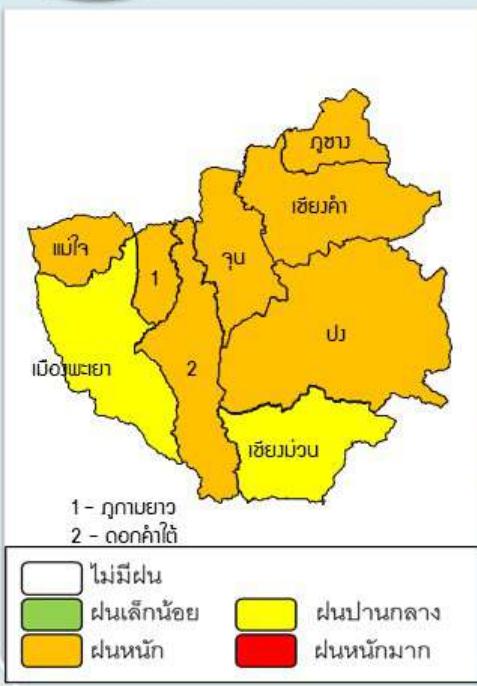 ภูซาง
เชียงคำ
แม่ใจ
1
จุน
ปง
เมืองพะเยา
2
เชียงม่วน
1 - ภูกามยาว
2 - ดอกคำใต้
ไม่มีฝน
ฝนเล็กน้อย ฝนปานกลาง
ฝนหนัก ฝนหนักมาก